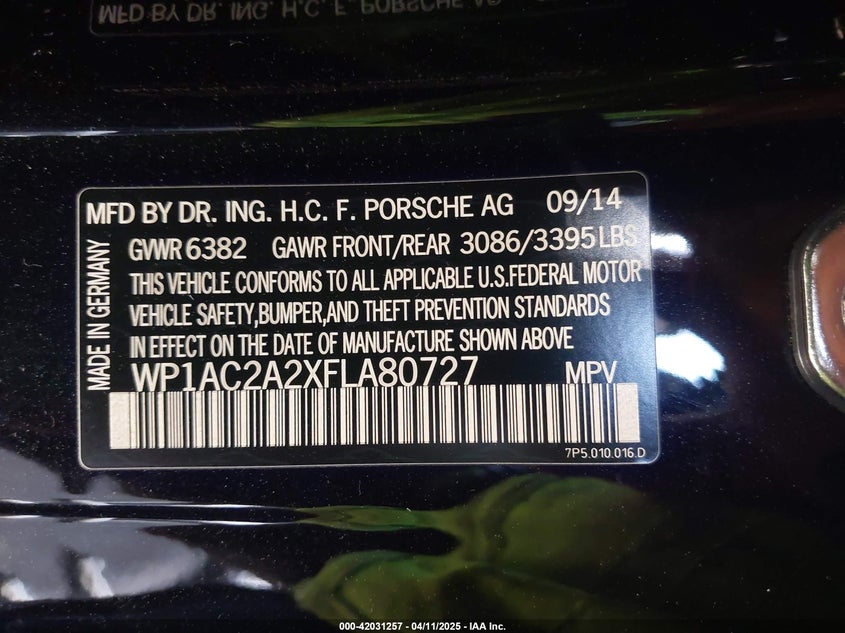 MFD BY DR. ING. H.C. F. PORSCHE AG
MFD BY DR. ING. H.C. F. PORSCHE AG 09/14
GVWR 6382 GAWR FRONT/REAR 3086/3395 LBS
THIS VEHICLE CONFORMS TO ALL APPLICABLE U.S. FEDERAL MOTOR
VEHICLE SAFETY, BUMPER, AND THEFT PREVENTION STANDARDS
IN EFFECT ON THE DATE OF MANUFACTURE SHOWN ABOVE
MADE IN GERMANY
WP1AC2A2XFLA80727 MPV
7P5.010.016.D
000-42031257 - 04/11/2025 - IAA Inc.